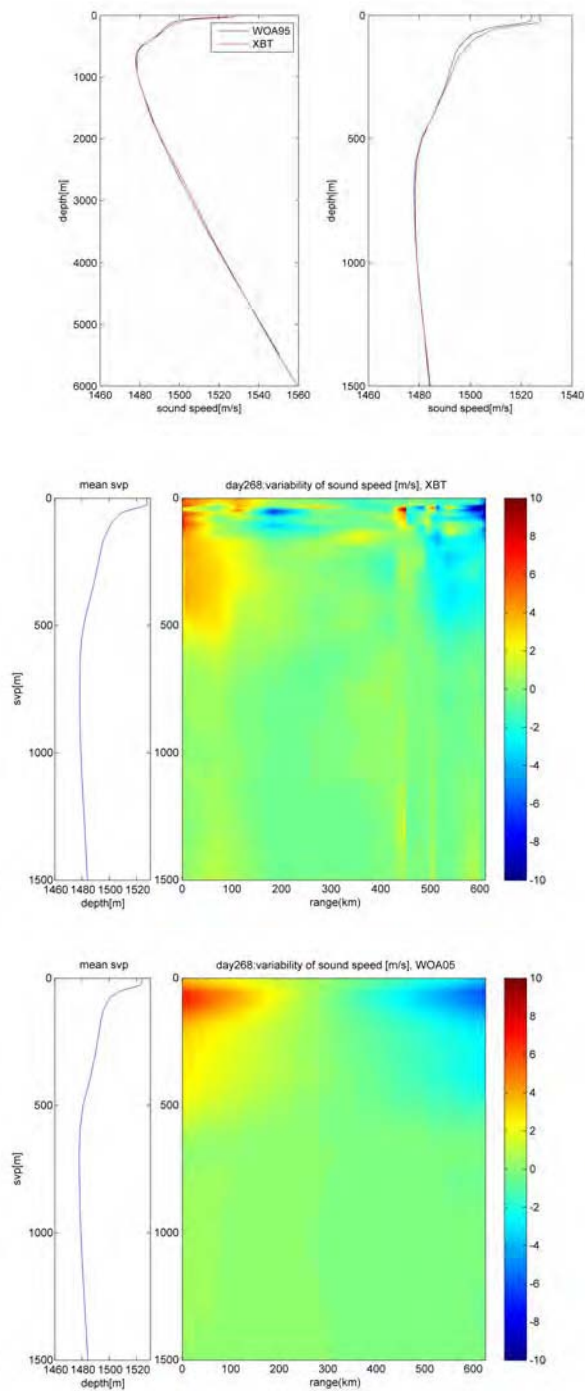 0
1000
2000
3000
4000
5000
6000
depth[m]
1460 1480 1500 1520 1540 1560
sound speed[m/s]
WOA95
XBT
0
500
1000
1500
depth[m]
1460 1480 1500 1520 1540
sound speed[m/s]
mean svp
0
500
1000
1500
svp[m]
1460 1480 1500 1520
depth[m]
day268:variability of sound speed [m/s], XBT
0
500
1000
1500
0 100 200 300 400 500 600
range(km)
10
8
6
4
2
0
-2
-4
-6
-8
-10
mean svp
0
500
1000
1500
svp[m]
1460 1480 1500 1520
depth[m]
day268:variability of sound speed [m/s], WOA05
0
500
1000
1500
0 100 200 300 400 500 600
range(km)
10
8
6
4
2
0
-2
-4
-6
-8
-10